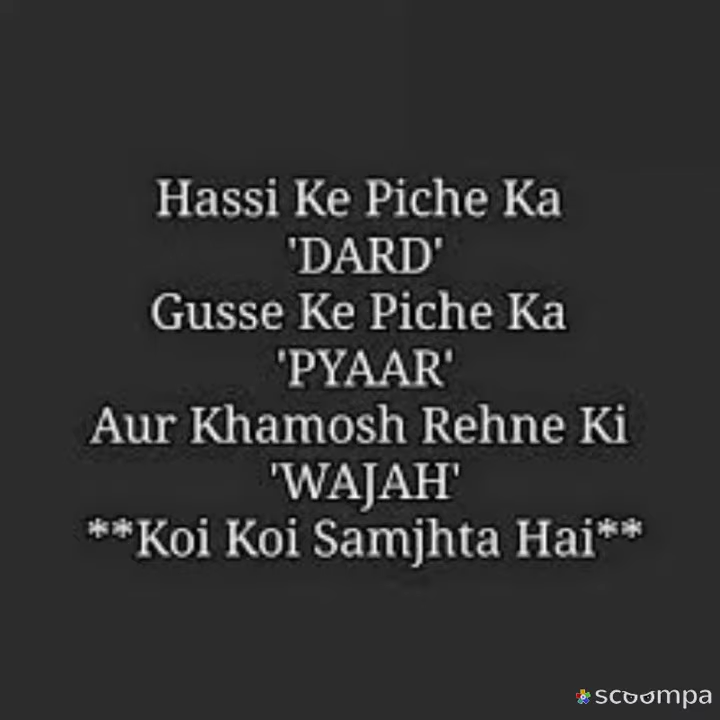 Hassi Ke Piche Ka
'DARD'
Gusse Ke Piche Ka
'PYAAR'
Aur Khamosh Rehne Ki
'WAJAH'
**Koi Koi Samjhta Hai**
scoompa